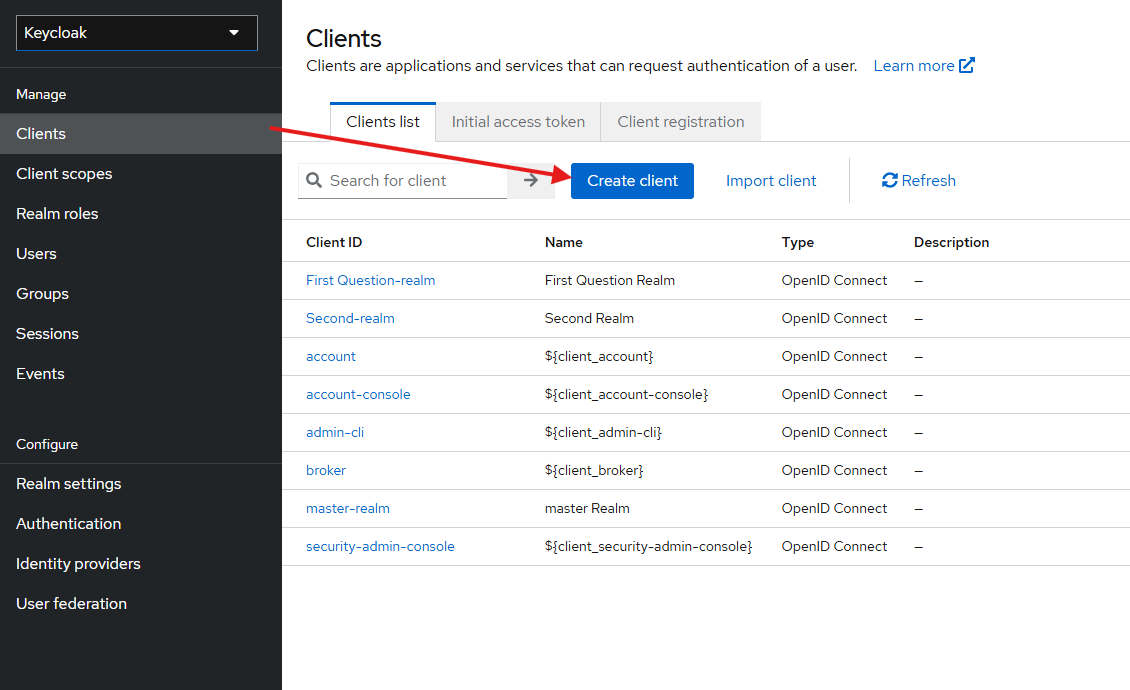 Keycloak
Manage
Clients
Client scopes
Realm roles
Users
Groups
Sessions
Events
Configure
Realm settings
Authentication
Identity providers
User federation
Clients
Clients are applications and services that can request authentication of a user. Learn more
Clients list Initial access token Client registration
Search for client Create client Import client Refresh
Client ID Name Type Description
First Question-realm First Question Realm OpenID Connect –
Second-realm Second Realm OpenID Connect –
account ${client_account} OpenID Connect –
account-console ${client_account-console} OpenID Connect –
admin-cli ${client_admin-cli} OpenID Connect –
broker ${client_broker} OpenID Connect –
master-realm master Realm OpenID Connect –
security-admin-console ${client_security-admin-console} OpenID Connect –